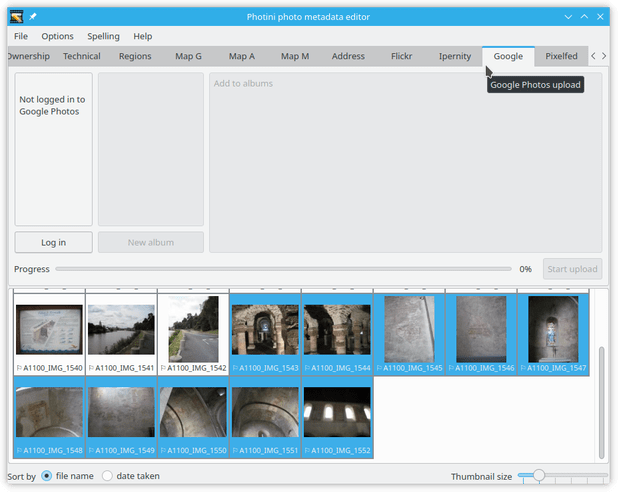 Photini photo metadata editor
File Options Spelling Help
Ownership Technical Regions Map G Map A Map M Address Flickr Ipernity Google Pixelfed
Google Photos upload
Not logged in to
Google Photos
Add to albums
Log in New album
Progress 0% Start upload
A1100_IMG_1540 A1100_IMG_1541 A1100_IMG_1542 A1100_IMG_1543 A1100_IMG_1544 A1100_IMG_1545 A1100_IMG_1546 A1100_IMG_1547
A1100_IMG_1548 A1100_IMG_1549 A1100_IMG_1550 A1100_IMG_1551 A1100_IMG_1552
Sort by file name date taken Thumbnail size